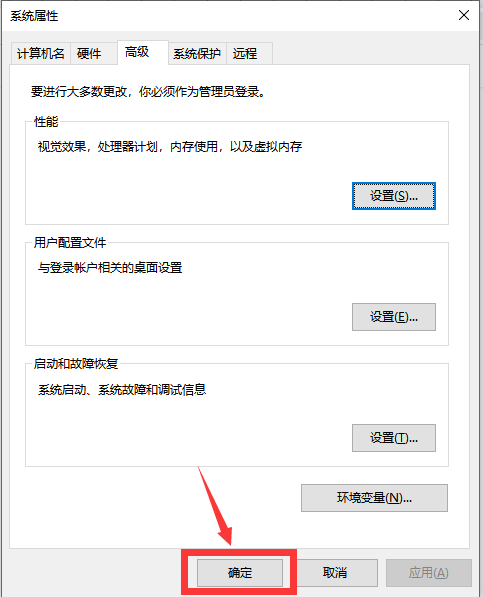 系统属性
计算机名 硬件 高级 系统保护 远程
要进行大多数更改，你必须作为管理员登录。
性能
视觉效果，处理器计划，内存使用，以及虚拟内存
设置(S)...
用户配置文件
与登录帐户相关的桌面设置
设置(E)...
启动和故障恢复
系统启动、系统故障和调试信息
设置(T)...
环境变量(N)...
确定 取消 应用(A)